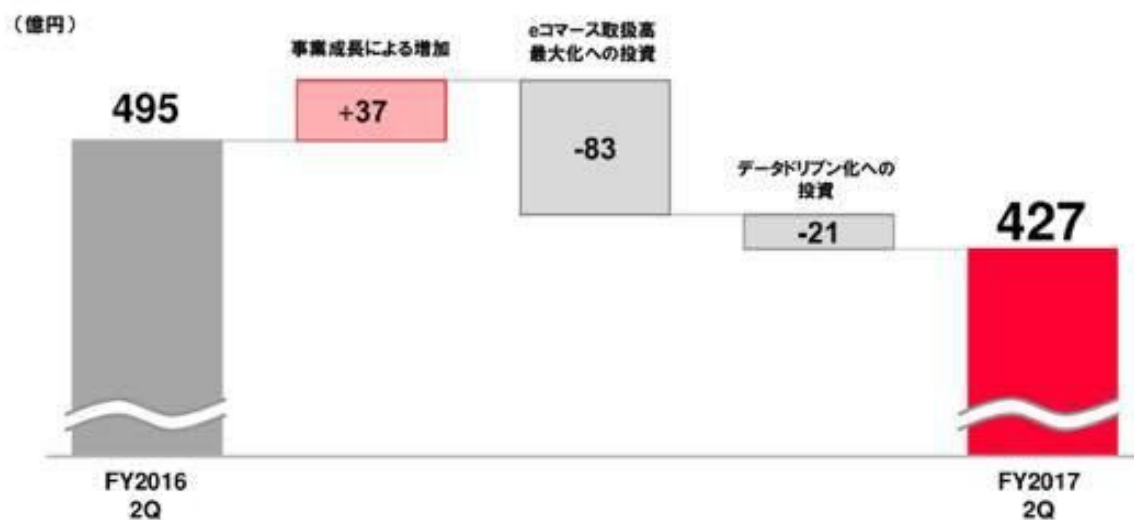 （億円）
事業成長による増加
eコマース取扱高
最大化への投資
495
+37
-83
データドリブン化への
投資
-21
427
FY2016
2Q
FY2017
2Q